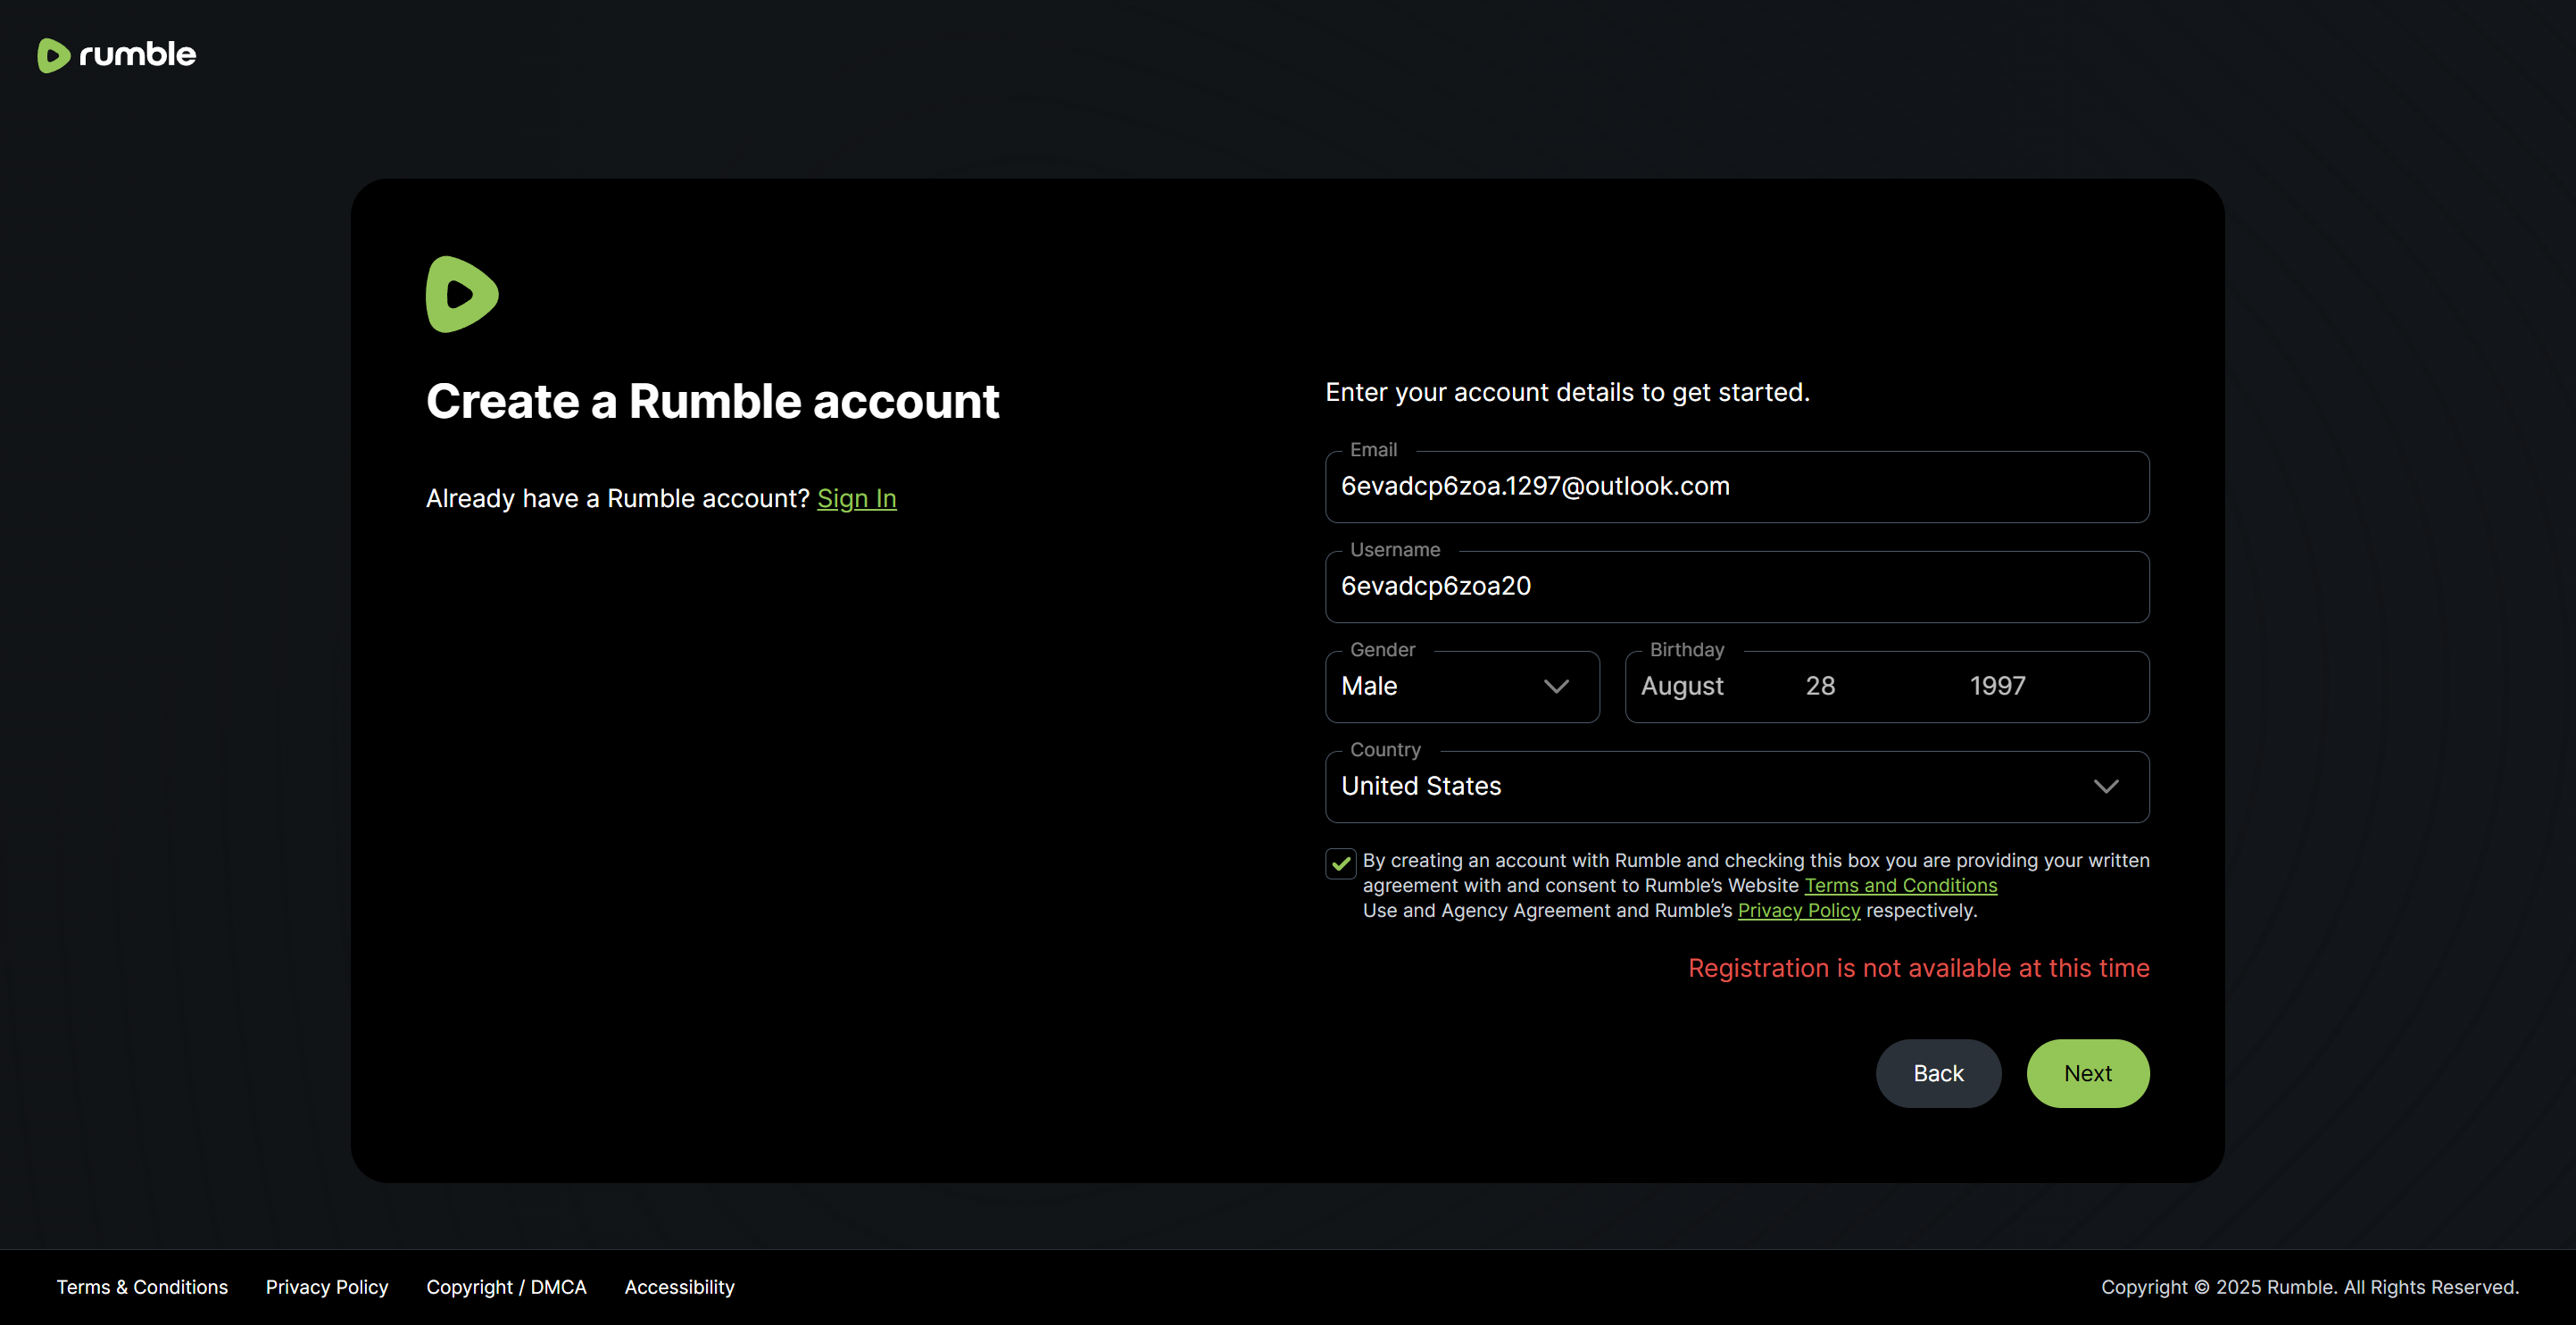 rumble
Create a Rumble account
Already have a Rumble account? Sign In
Enter your account details to get started.
Email
6evadcp6zoa.1297@outlook.com
Username
6evadcp6zoa20
Gender
Male
Birthday
August 28 1997
Country
United States
By creating an account with Rumble and checking this box you are providing your written
agreement with and consent to Rumble’s Website Terms and Conditions
Use and Agency Agreement and Rumble’s Privacy Policy respectively.
Registration is not available at this time
Back Next
Terms & Conditions Privacy Policy Copyright / DMCA Accessibility Copyright © 2025 Rumble. All Rights Reserved.